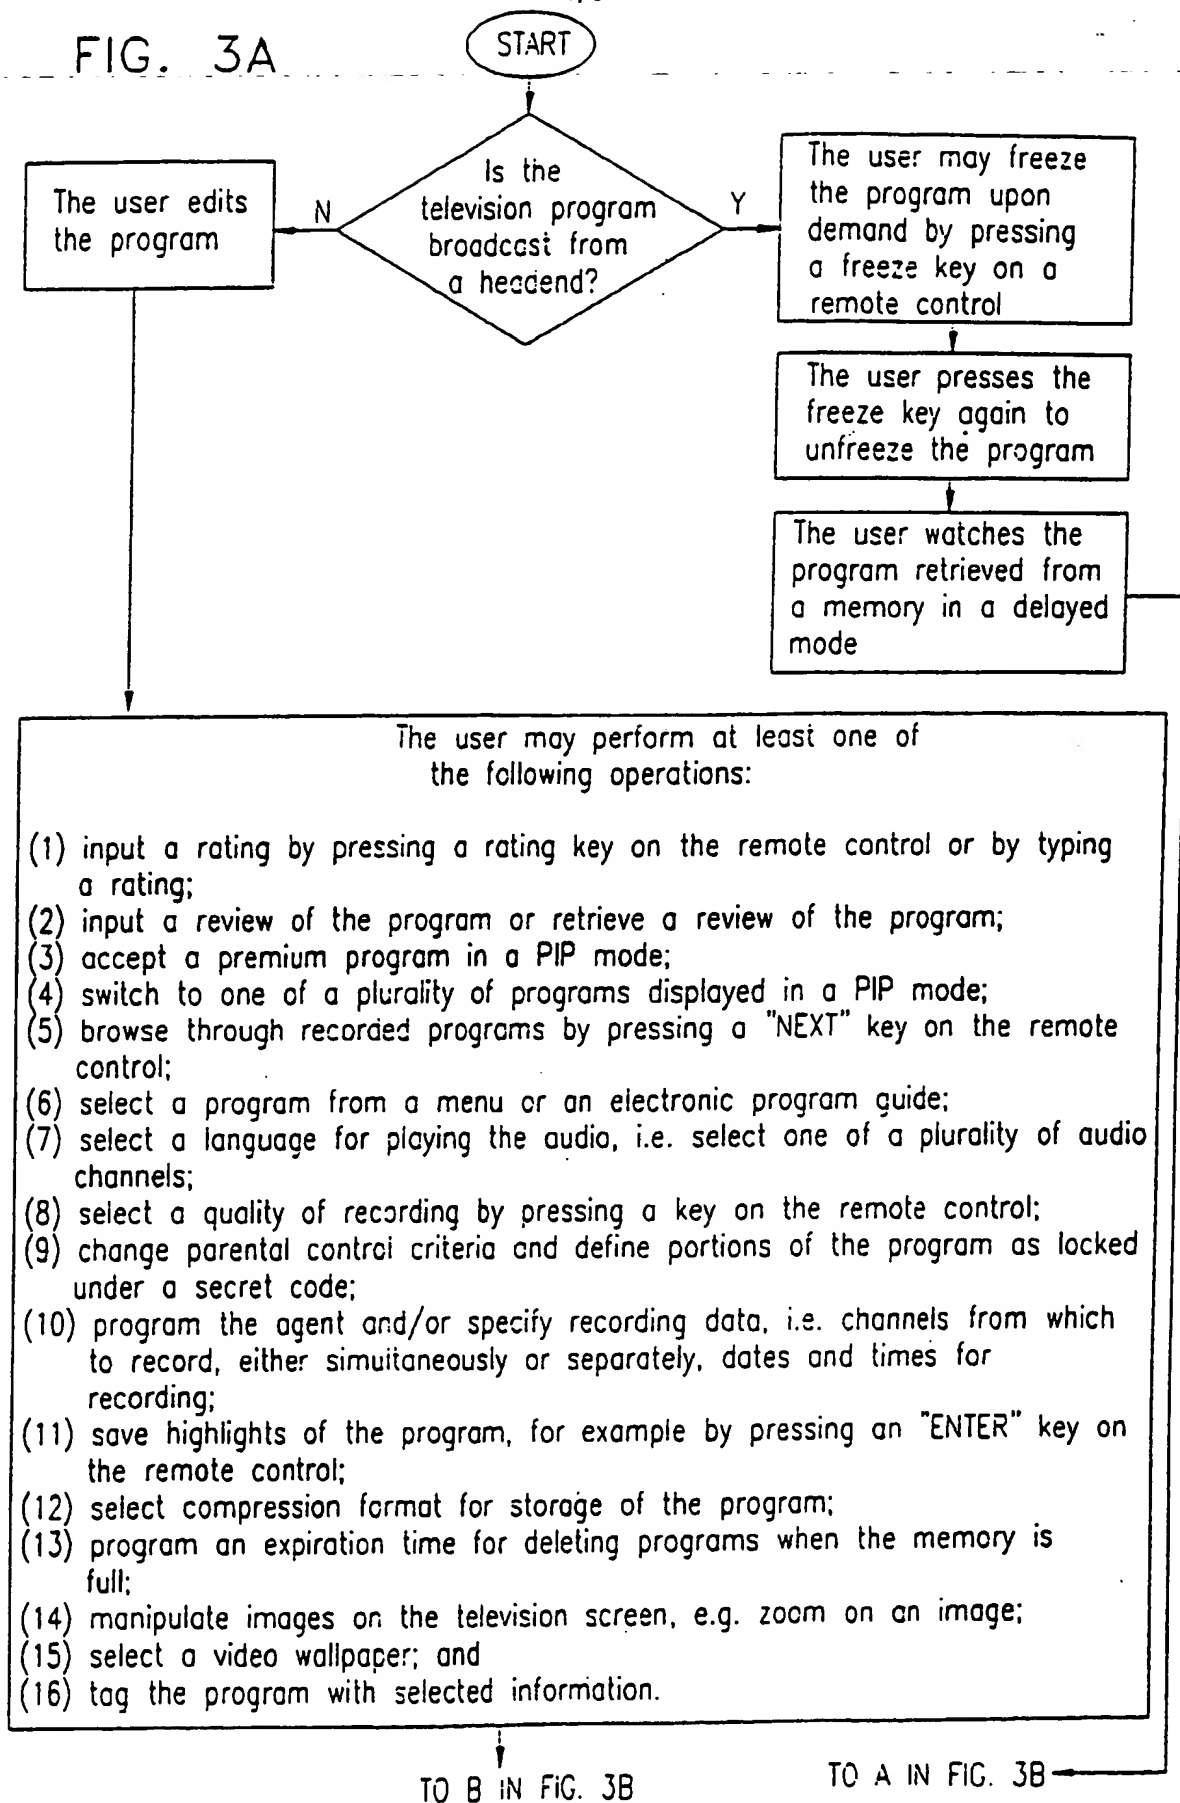 FIG. 3A
START
Is the
television program
broadcast from
a headend?
N
Y
The user edits
the program
The user may freeze
the program upon
demand by pressing
a freeze key on a
remote control
The user presses the
freeze key again to
unfreeze the program
The user watches the
program retrieved from
a memory in a delayed
mode
The user may perform at least one of
the following operations:
(1) input a rating by pressing a rating key on the remote control or by typing
a rating;
(2) input a review of the program or retrieve a review of the program;
(3) accept a premium program in a PIP mode;
(4) switch to one of a plurality of programs displayed in a PIP mode;
(5) browse through recorded programs by pressing a "NEXT" key on the remote
control;
(6) select a program from a menu or an electronic program guide;
(7) select a language for playing the audio, i.e. select one of a plurality of audio
channels;
(8) select a quality of recording by pressing a key on the remote control;
(9) change parental control criteria and define portions of the program as locked
under a secret code;
(10) program the agent and/or specify recording data, i.e. channels from which
to record, either simultaneously or separately, dates and times for
recording;
(11) save highlights of the program, for example by pressing an "ENTER" key on
the remote control;
(12) select compression format for storage of the program;
(13) program an expiration time for deleting programs when the memory is
full;
(14) manipulate images on the television screen, e.g. zoom on an image;
(15) select a video wallpaper; and
(16) tag the program with selected information.
TO B IN FIG. 3B
TO A IN FIG. 3B